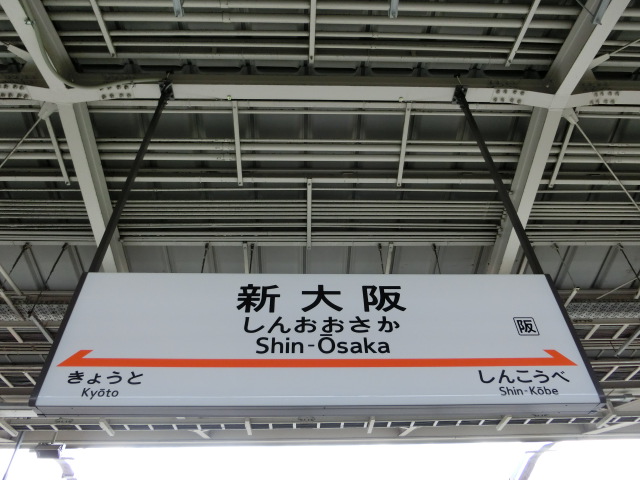 新大阪
しんおおさか
Shin-Ōsaka
阪
きょうと
Kyōto
しんこうべ
Shin-Kōbe